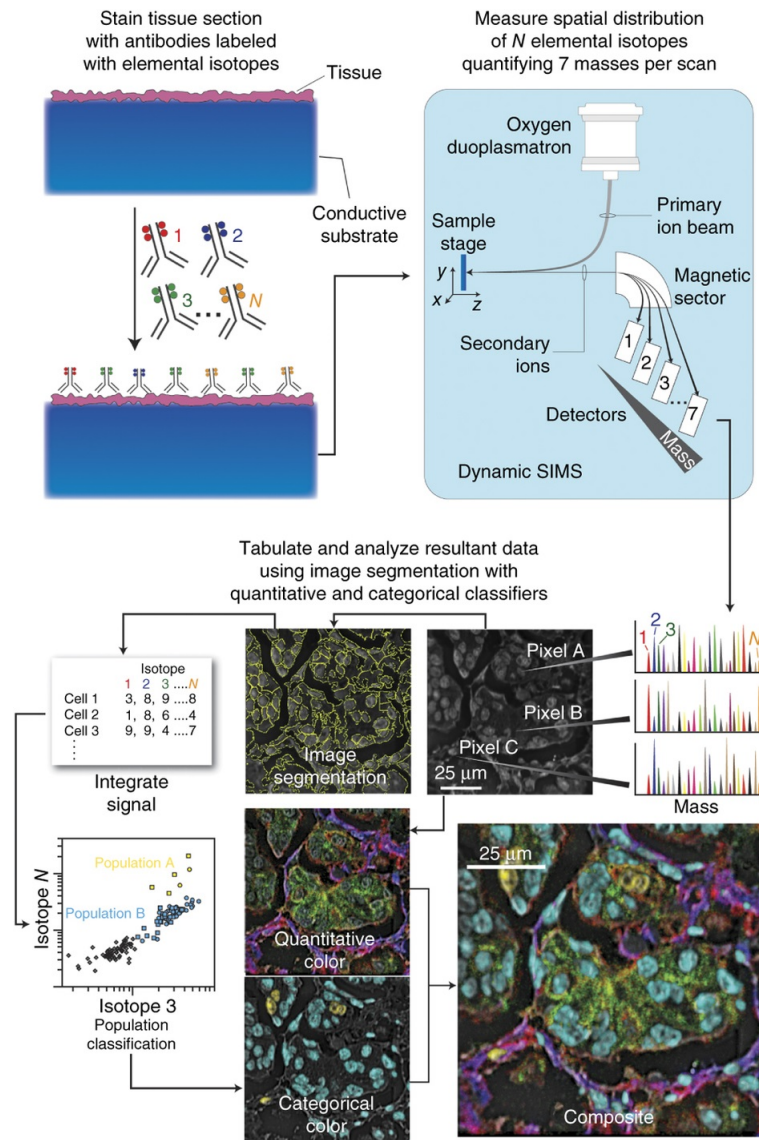 Stain tissue section
with antibodies labeled
with elemental isotopes
Tissue
Conductive
substrate
1
2
3
...
N
Measure spatial distribution
of N elemental isotopes
quantifying 7 masses per scan
Oxygen
duoplasmatron
Sample
stage
Primary
ion beam
y
x
z
Magnetic
sector
Secondary
ions
1
2
3
...
7
Detectors
Mass
Dynamic SIMS
Tabulate and analyze resultant data
using image segmentation with
quantitative and categorical classifiers
Isotope
1 2 3 ....N
Cell 1 3, 8, 9 ....8
Cell 2 1, 8, 6 ....4
Cell 3 9, 9, 4 ....7
Integrate
signal
Image
segmentation
Pixel A
Pixel B
Pixel C
25 μm
1
2
3
N
Mass
Population A
Population B
Isotope N
Isotope 3
Population
classification
Quantitative
color
Categorical
color
25 μm
Composite